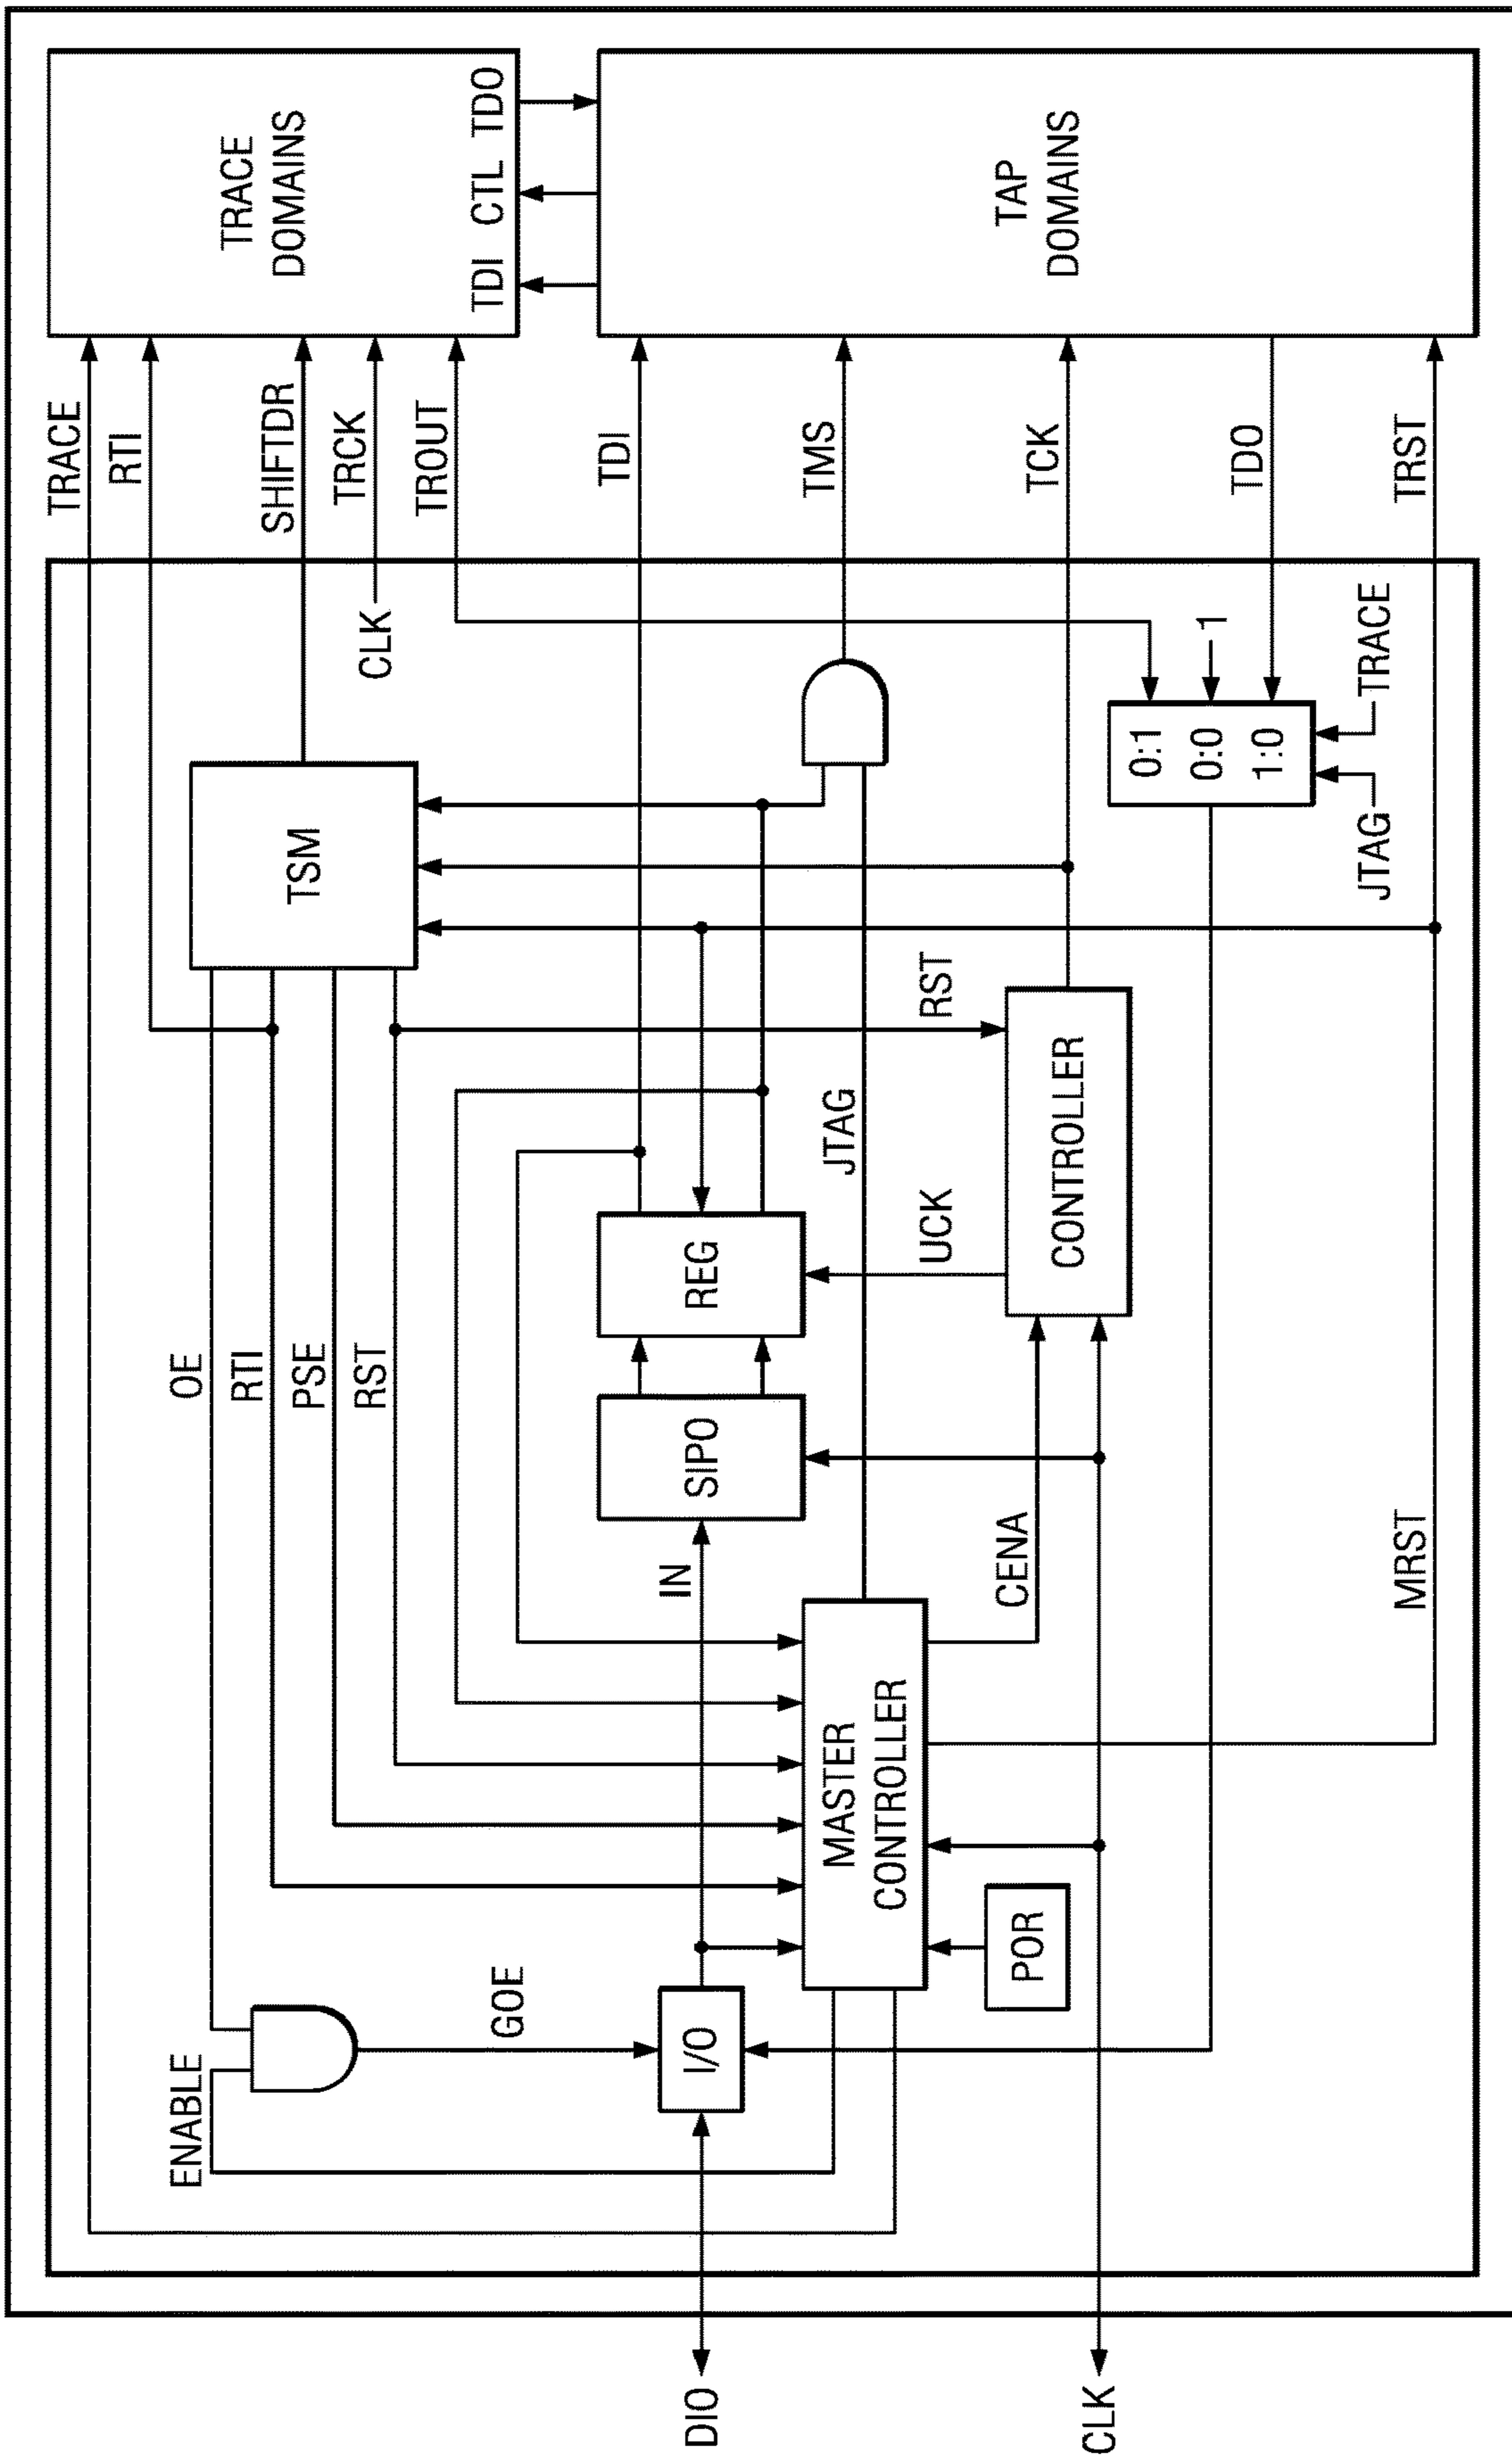 DIO
CLK
ENABLE
GOE
I/O
POR
MASTER
CONTROLLER
OE
RTI
PSE
RST
IN
CENA
MRST
SIPO
REG
UCK
JTAG
CONTROLLER
RST
TSM
CLK
0:1
0:0
1:0
1
JTAG
TRACE
TRACE
RTI
SHIFTDR
TRCK
TROUT
TDI
TMS
TCK
TDO
TRST
TRACE
DOMAINS
TDI CTL TDO
TAP
DOMAINS